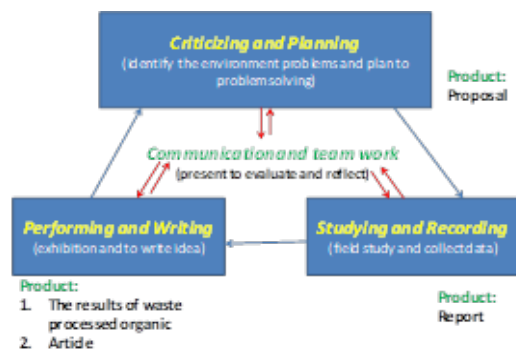 Criticizing and Planning
(identify the environment problems and plan to
problem solving)
Product:
Proposal
Communication and team work
(present to evaluate and reflect)
Performing and Writing
(exhibition and to write idea)
Studying and Recording
(field study and collect data)
Product:
1. The results of waste
processed organic
2. Article
Product:
Report